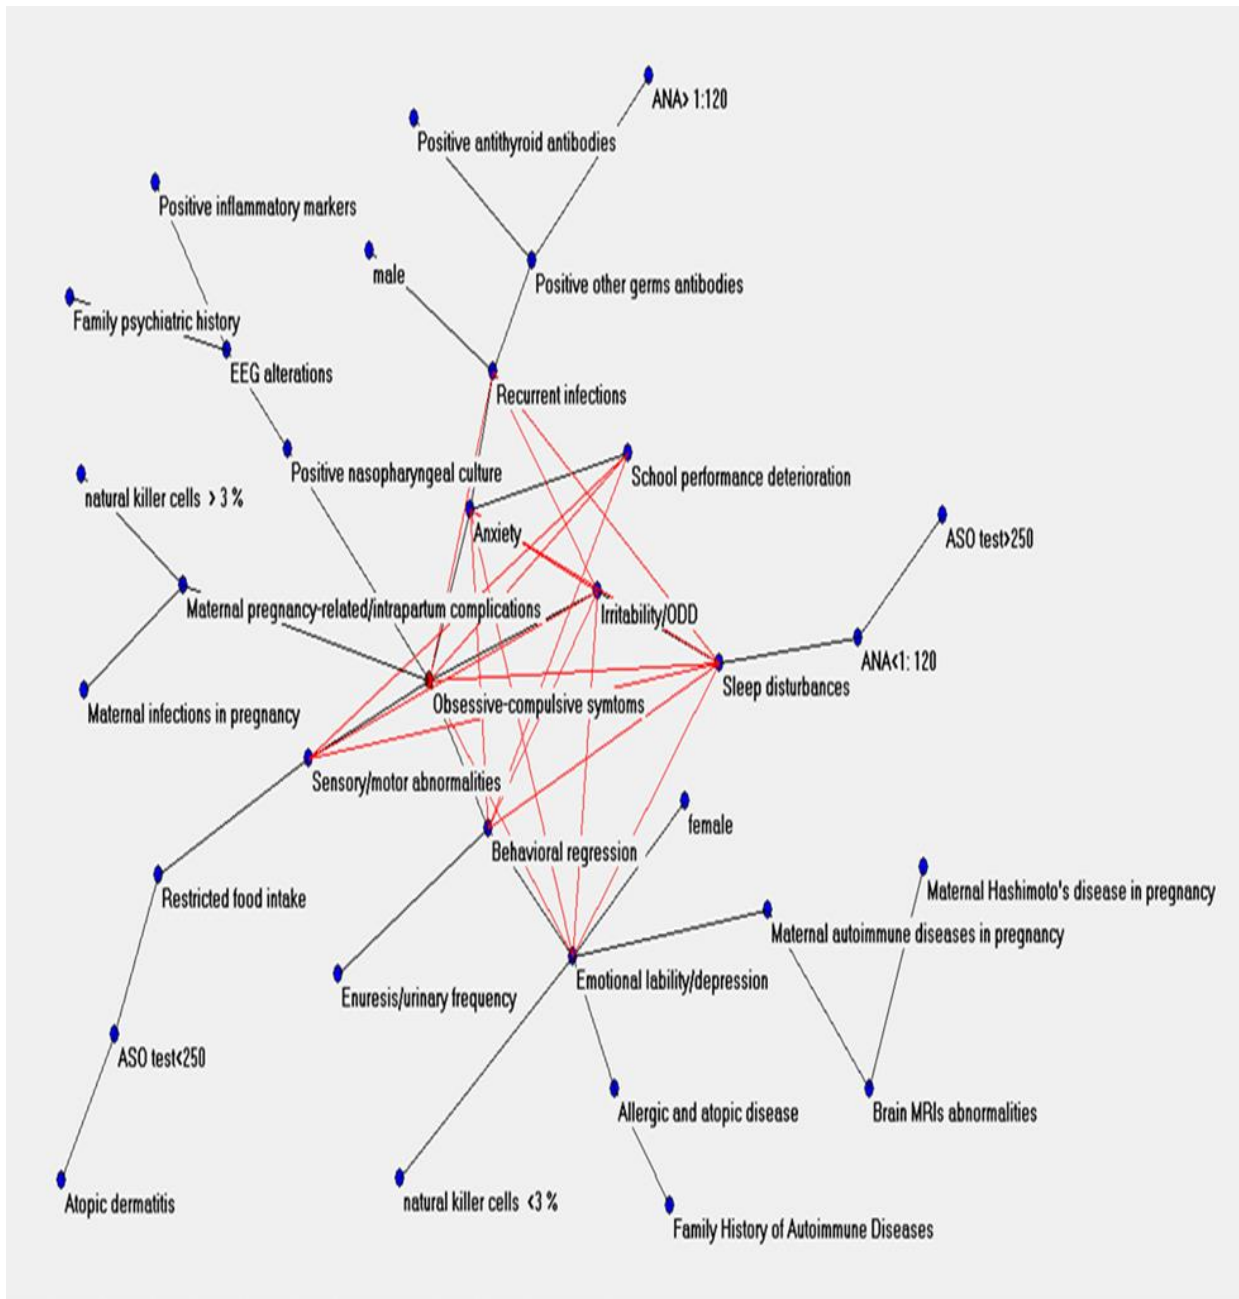 ANA> 1:120
Positive antithyroid antibodies
Positive inflammatory markers
male
Positive other germs antibodies
Family psychiatric history
EEG alterations
Recurrent infections
Positive nasopharyngeal culture
School performance deterioration
natural killer cells > 3 %
Anxiety
ASO test>250
Maternal pregnancy-related/intrapartum complications
Irritability/ODD
ANA<1: 120
Sleep disturbances
Obsessive-compulsive symtoms
Maternal infections in pregnancy
Sensory/motor abnormalities
female
Behavioral regression
Maternal Hashimoto's disease in pregnancy
Restricted food intake
Maternal autoimmune diseases in pregnancy
Emotional lability/depression
Enuresis/urinary frequency
ASO test<250
Allergic and atopic disease
Brain MRIs abnormalities
Atopic dermatitis
natural killer cells <3 %
Family History of Autoimmune Diseases